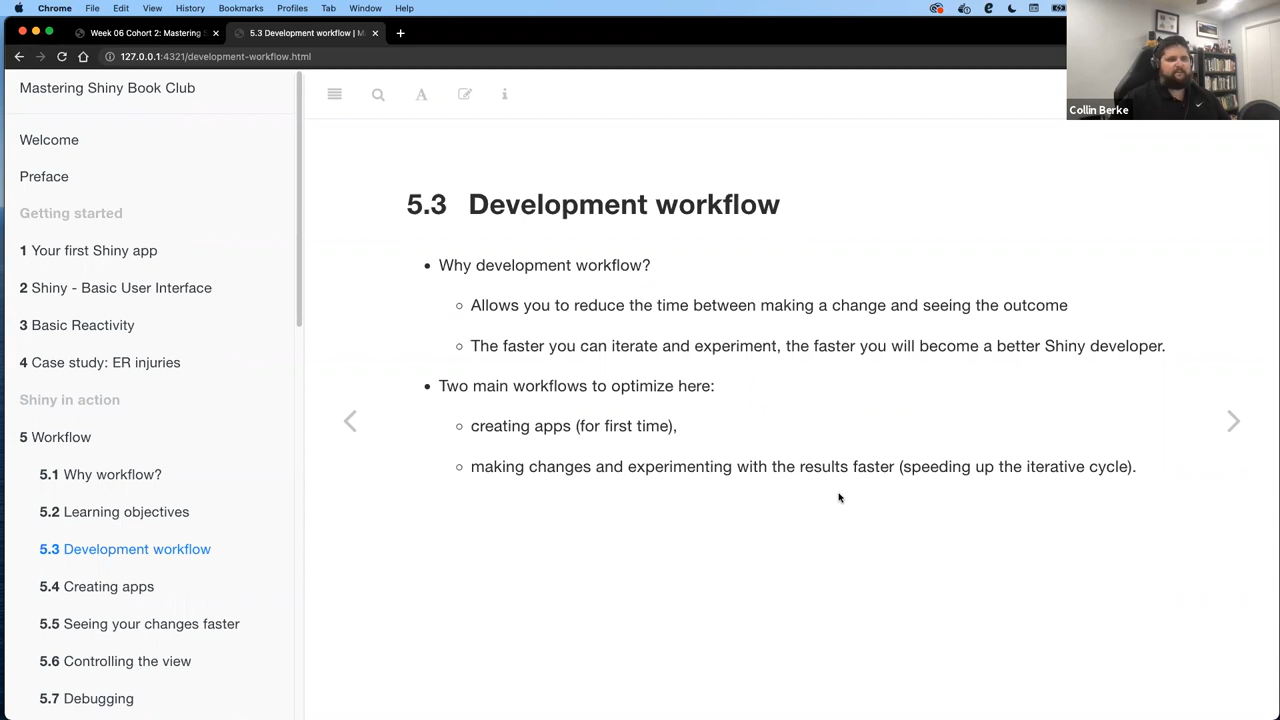 Chrome File Edit View History Bookmarks Profiles Tab Window Help
Week 06 Cohort 2: Mastering S
5.3 Development workflow | M
127.0.0.1:4321/development-workflow.html
Collin Berke
Mastering Shiny Book Club
Welcome
Preface
Getting started
1 Your first Shiny app
2 Shiny - Basic User Interface
3 Basic Reactivity
4 Case study: ER injuries
Shiny in action
5 Workflow
5.1 Why workflow?
5.2 Learning objectives
5.3 Development workflow
5.4 Creating apps
5.5 Seeing your changes faster
5.6 Controlling the view
5.7 Debugging
5.3 Development workflow
• Why development workflow?
○ Allows you to reduce the time between making a change and seeing the outcome
○ The faster you can iterate and experiment, the faster you will become a better Shiny developer.
• Two main workflows to optimize here:
○ creating apps (for first time),
○ making changes and experimenting with the results faster (speeding up the iterative cycle).